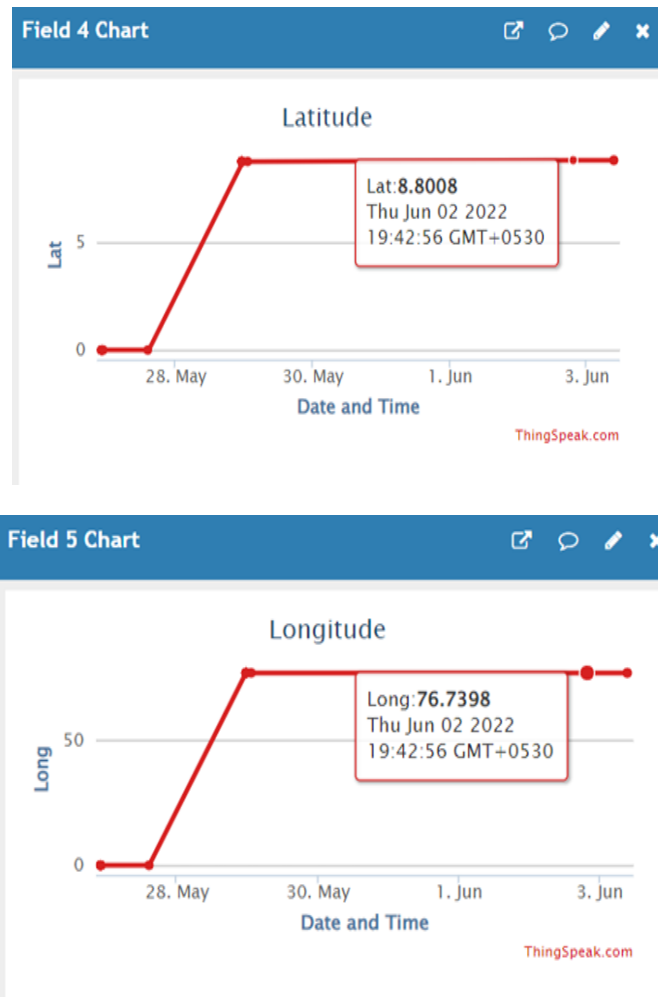 Field 4 Chart
Latitude
Lat
5
0
Lat:8.8008
Thu Jun 02 2022
19:42:56 GMT+0530
28. May 30. May 1. Jun 3. Jun
Date and Time
ThingSpeak.com
Field 5 Chart
Longitude
Long
50
0
Long:76.7398
Thu Jun 02 2022
19:42:56 GMT+0530
28. May 30. May 1. Jun 3. Jun
Date and Time
ThingSpeak.com